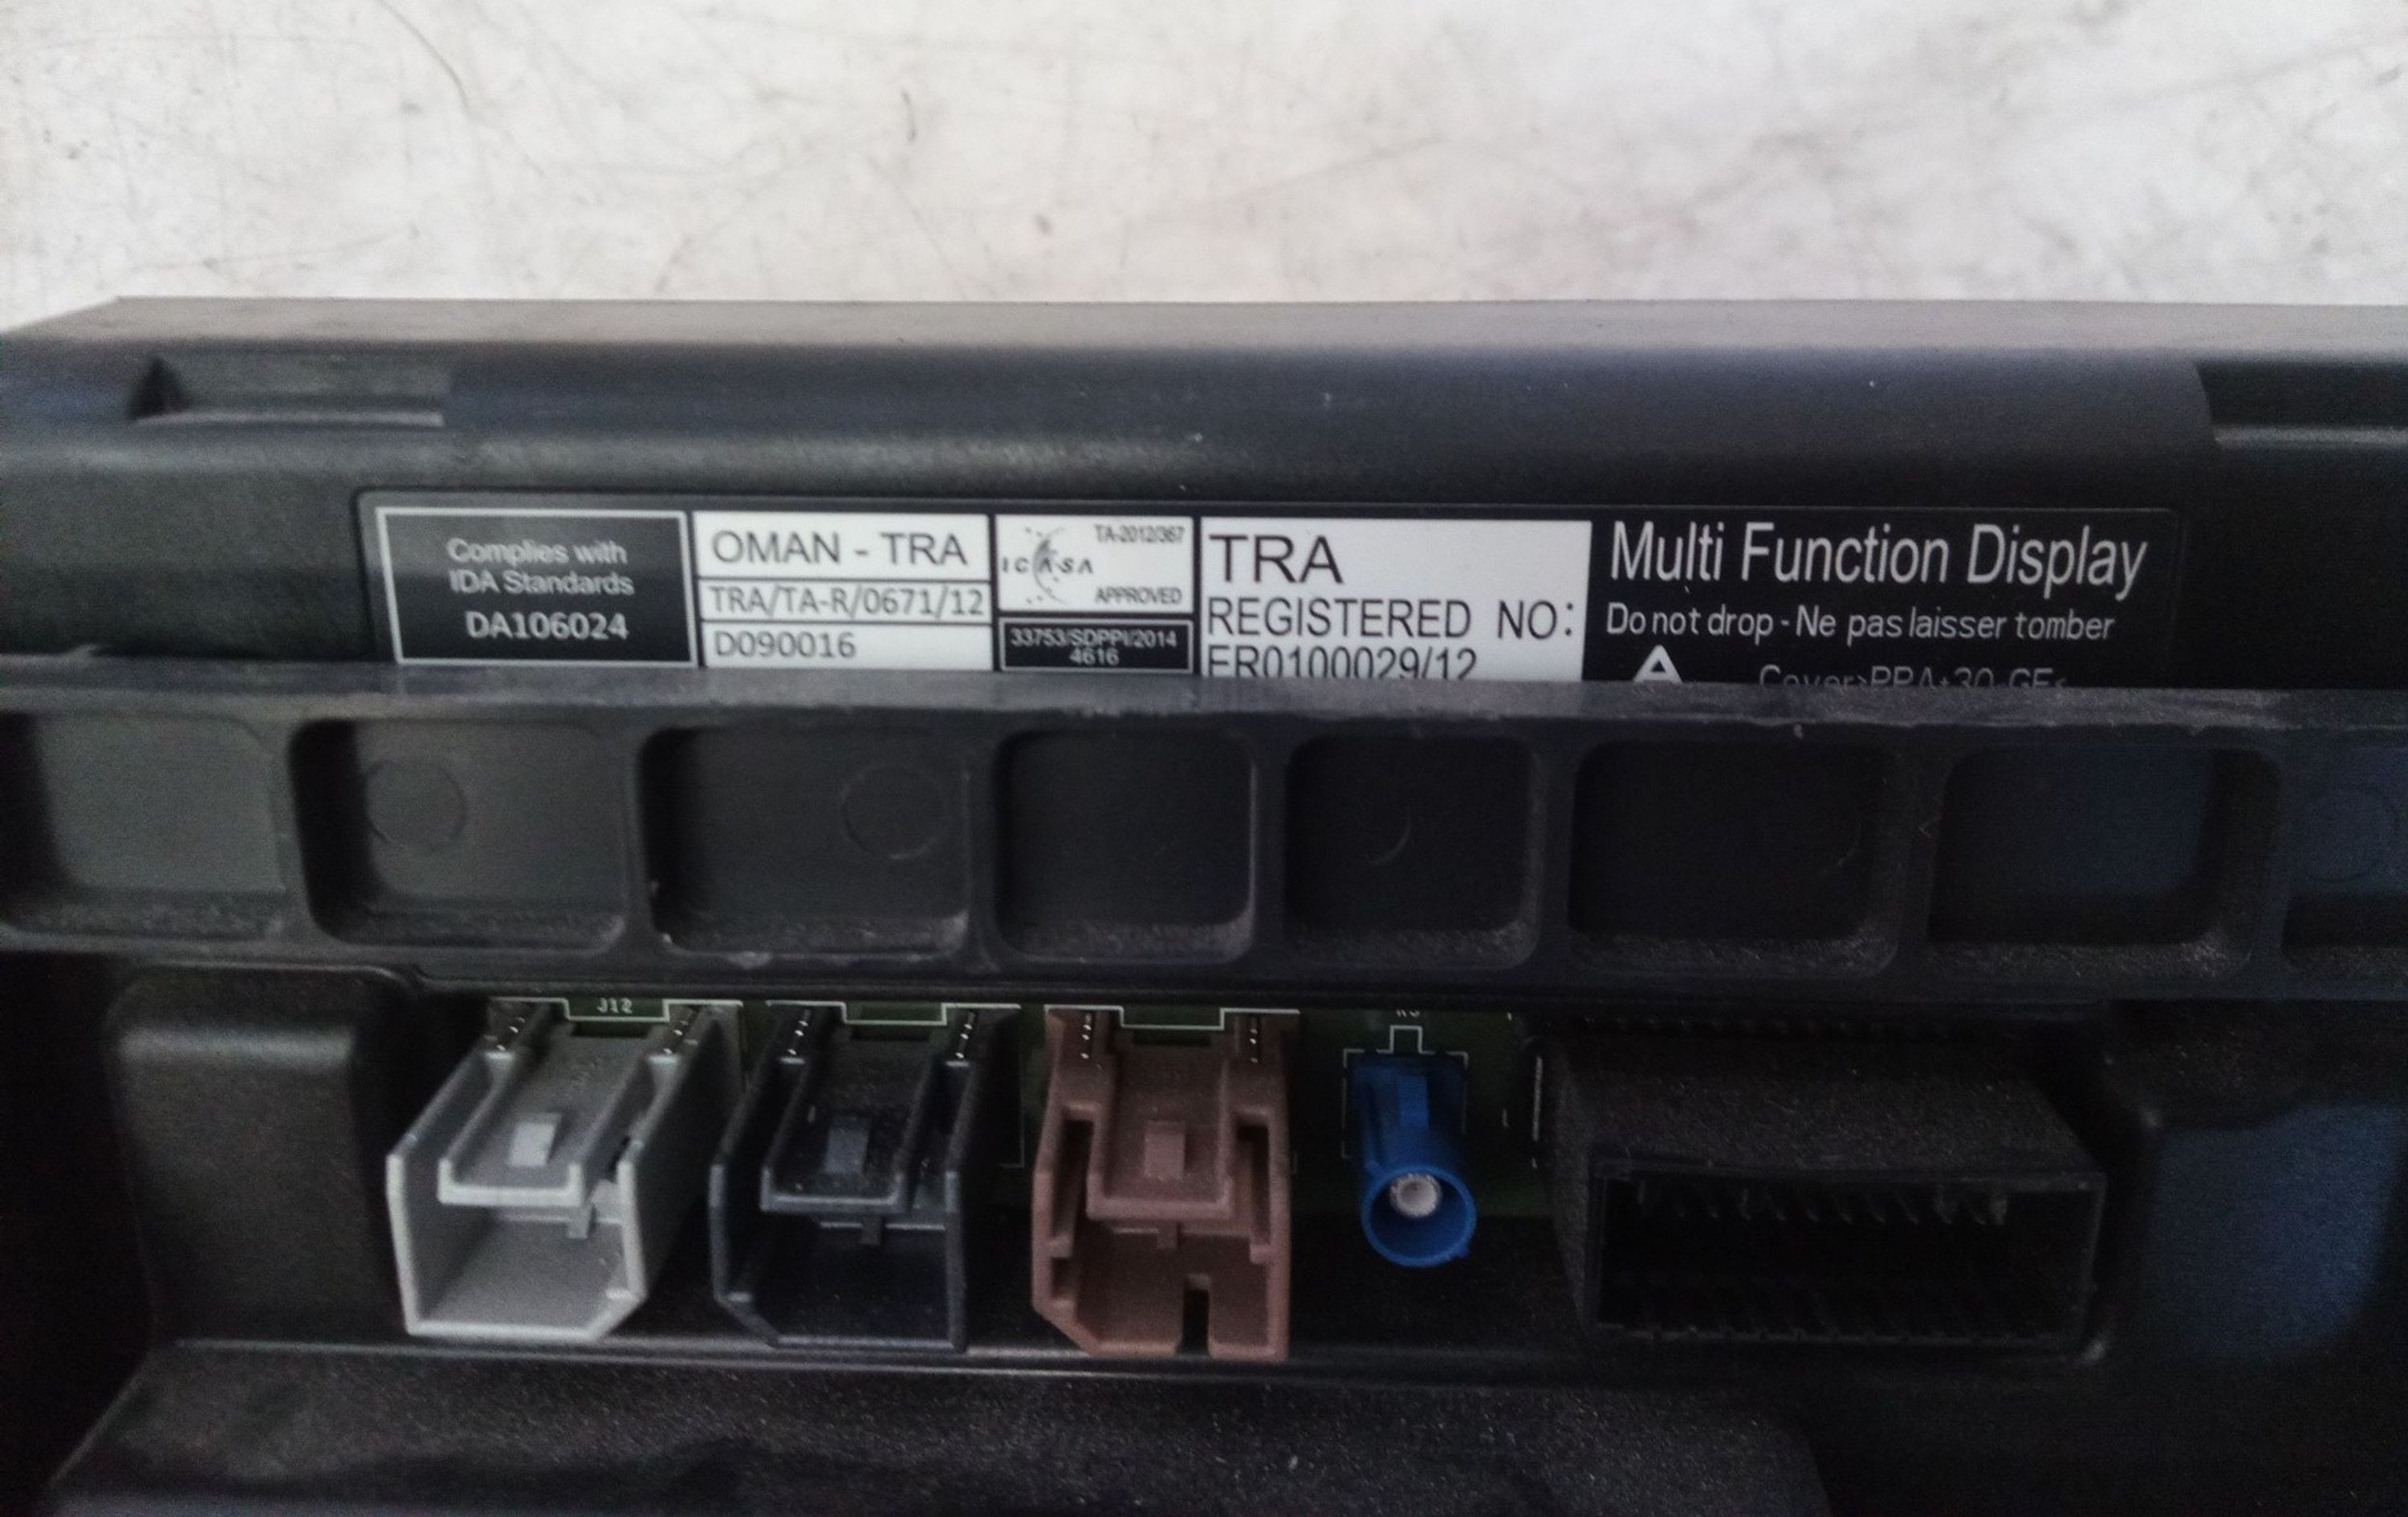 Complies with
IDA Standards
DA106024
OMAN - TRA
TRA/TA-R/0671/12
D090016
TA-2012/367
ICASA
APPROVED
33753/SDPPI/2014
4616
TRA
REGISTERED NO:
ER0100029/12
Multi Function Display
Do not drop - Ne pas laisser tomber
J12